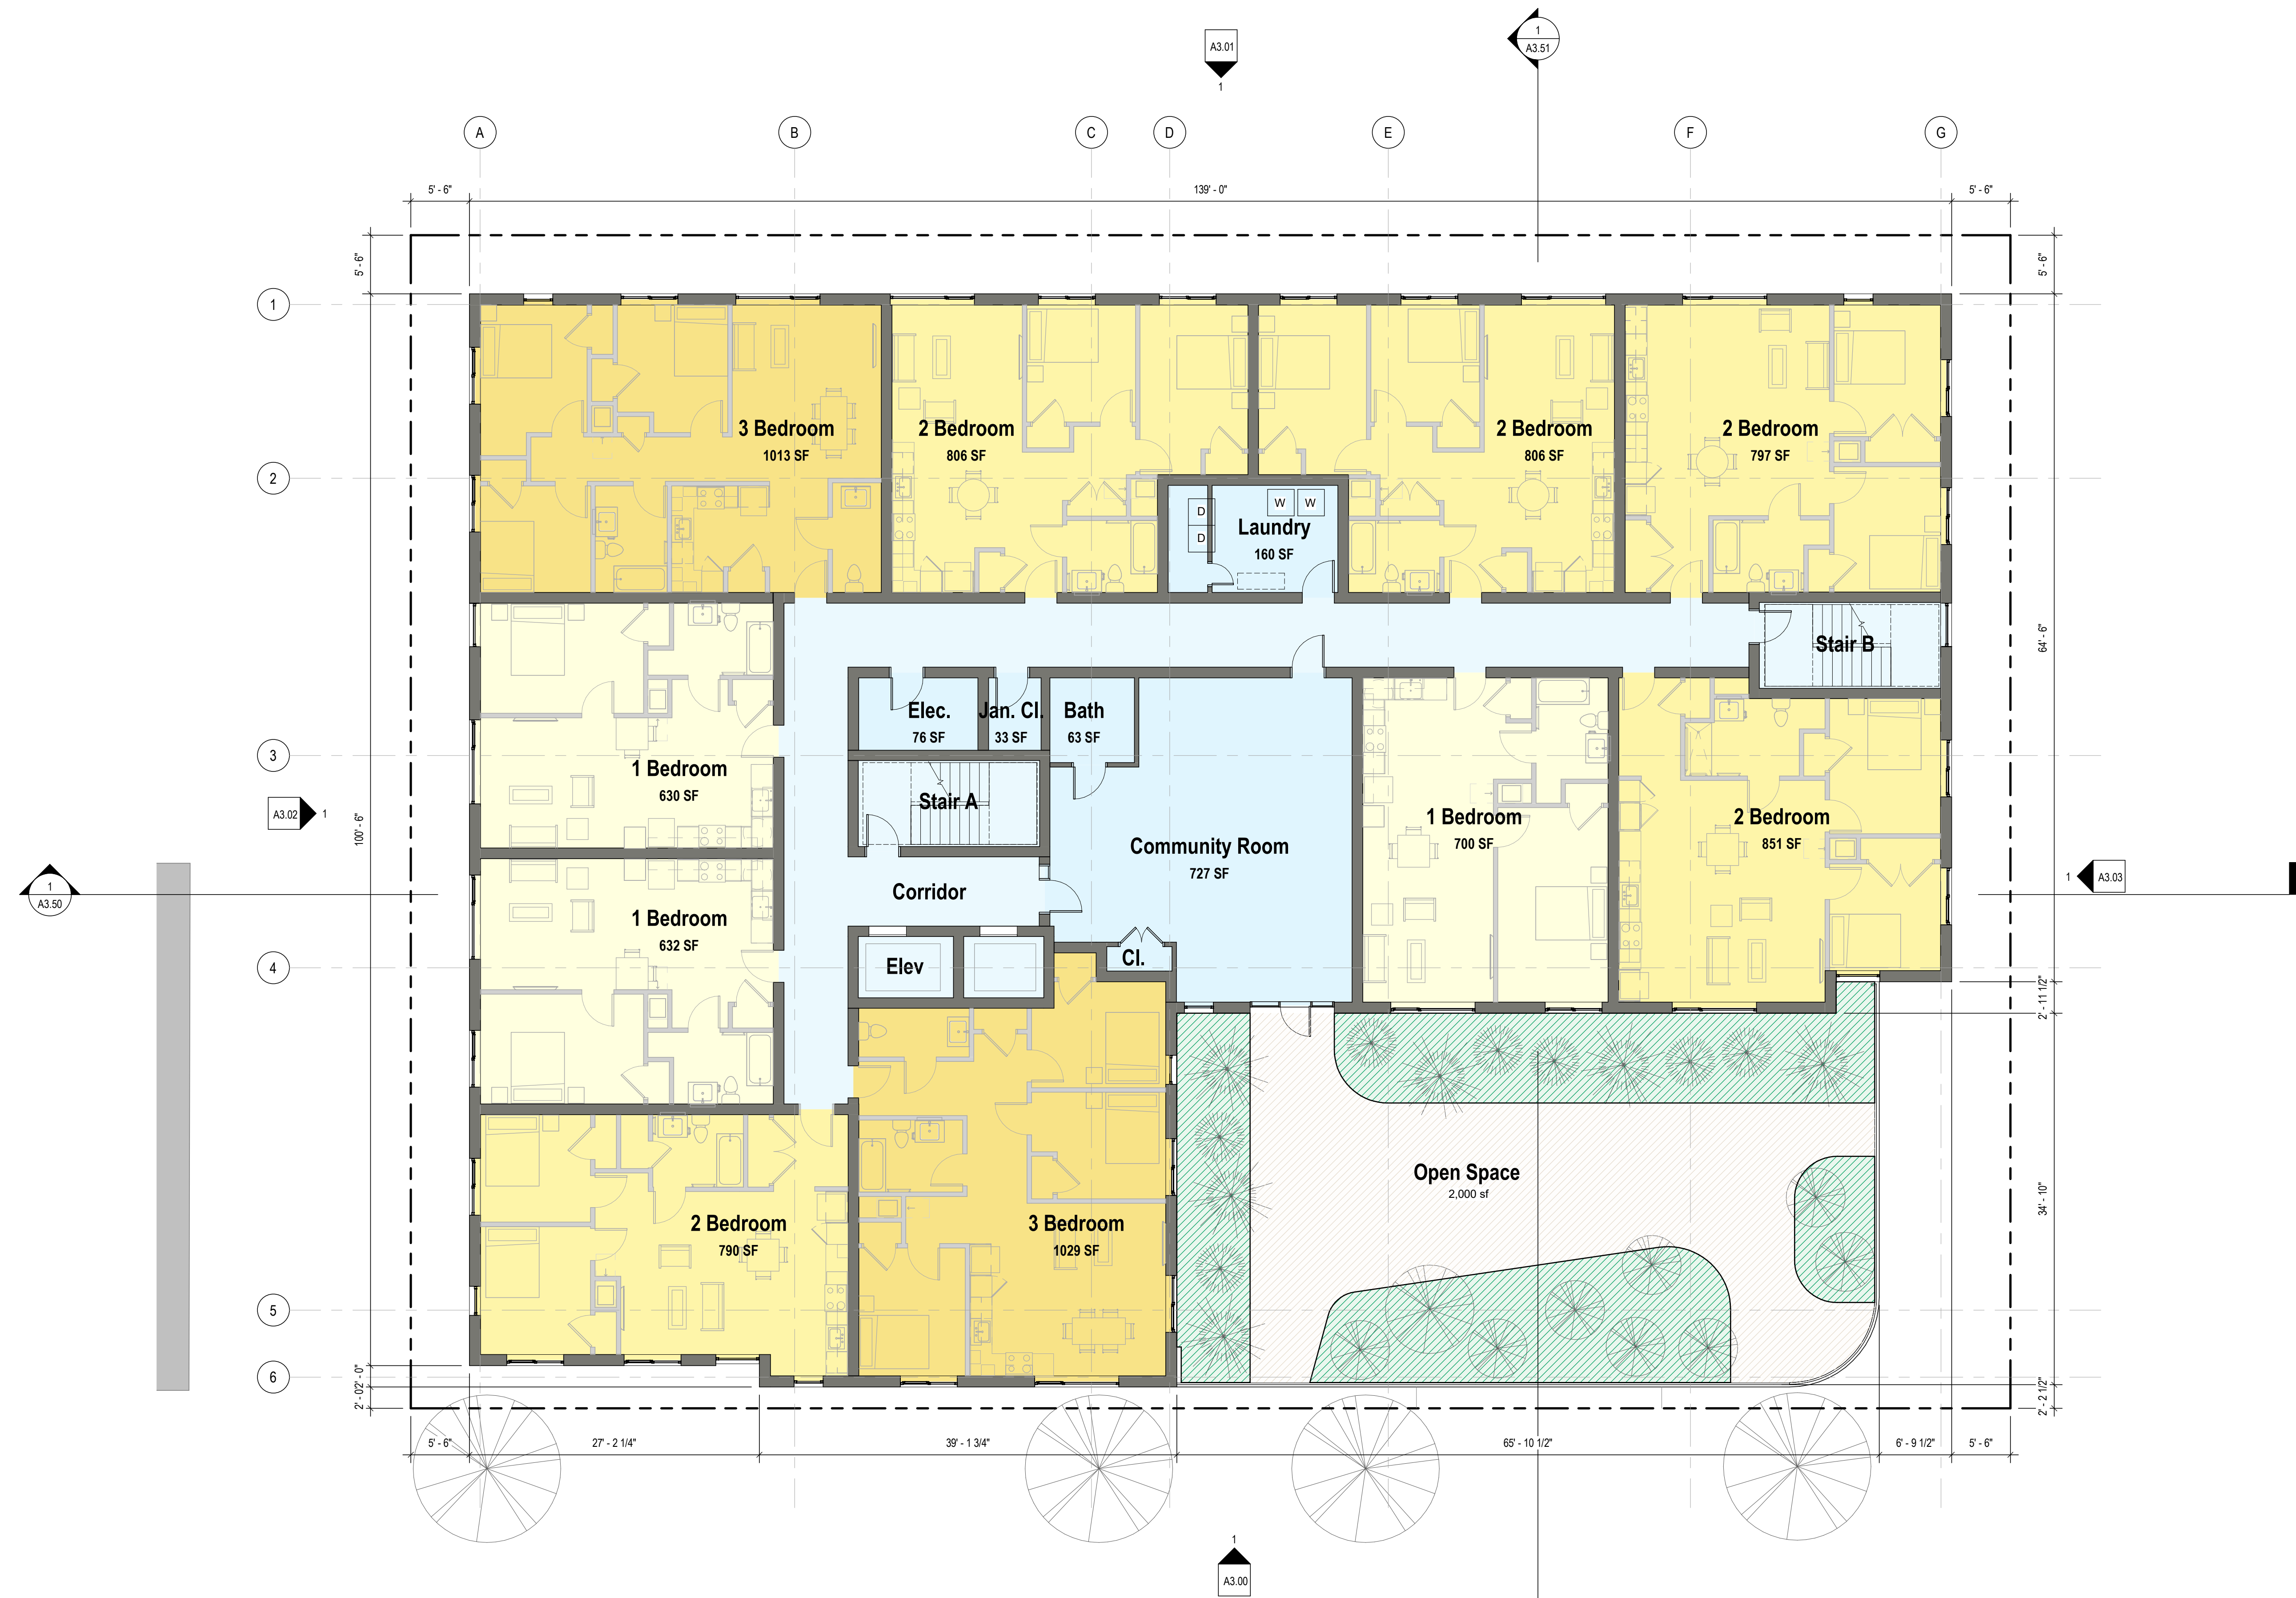 A3.01
1
1
A3.51
A
B
C
D
E
F
G
5' - 6"
139' - 0"
5' - 6"
5' - 6"
5' - 6"
1
3 Bedroom
1013 SF
2 Bedroom
806 SF
2 Bedroom
806 SF
2 Bedroom
797 SF
2
D
D
W
W
Laundry
160 SF
64' - 6"
Stair B
Elec.
76 SF
Jan. Cl.
33 SF
Bath
63 SF
3
1 Bedroom
630 SF
Stair A
A3.02
1
100' - 6"
Community Room
727 SF
1 Bedroom
700 SF
2 Bedroom
851 SF
1
A3.50
1 Bedroom
632 SF
Corridor
1
A3.03
4
Elev
Cl.
2' - 11 1/2"
2 Bedroom
790 SF
3 Bedroom
1029 SF
Open Space
2,000 sf
34' - 10"
5
6
2' - 0"
2' - 0"
2' - 2 1/2"
5' - 6"
27' - 2 1/4"
39' - 1 3/4"
65' - 10 1/2"
6' - 9 1/2"
5' - 6"
1
A3.00